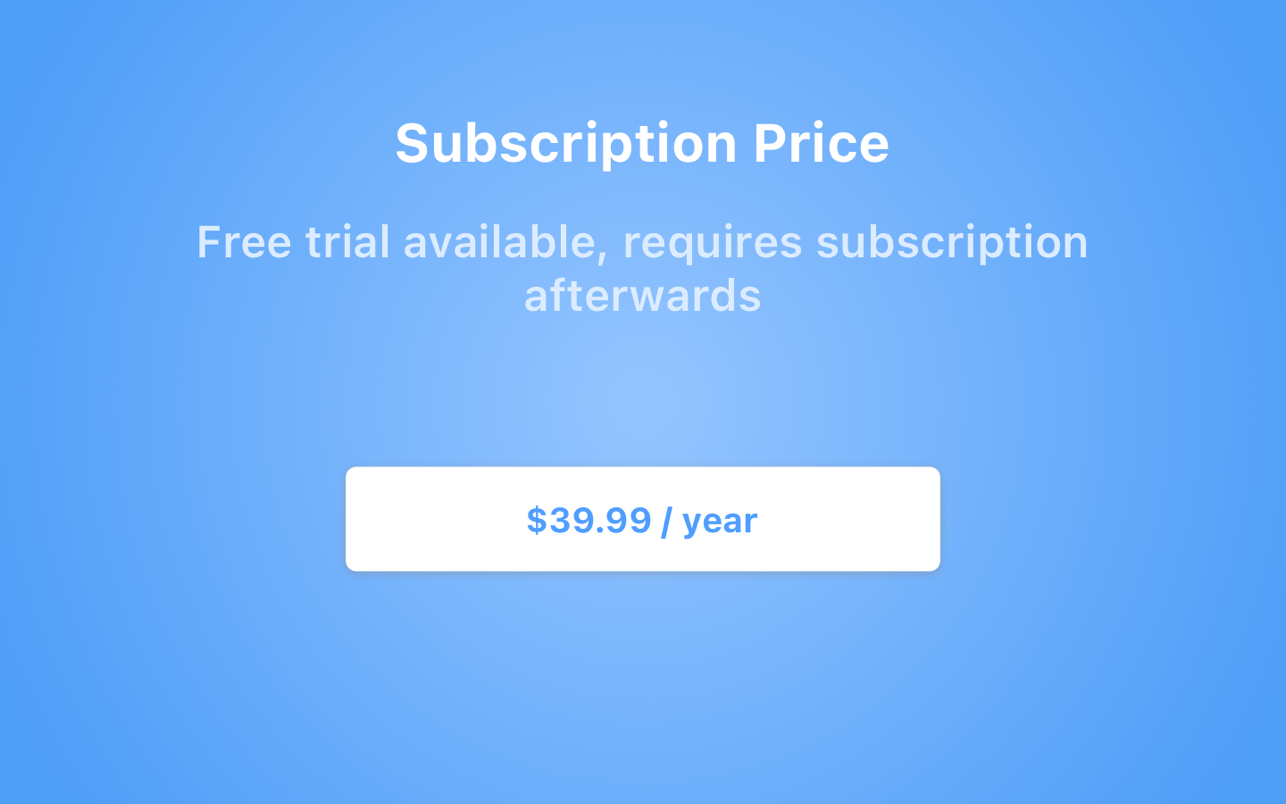 Subscription Price
Free trial available, requires subscription
afterwards
$39.99 / year